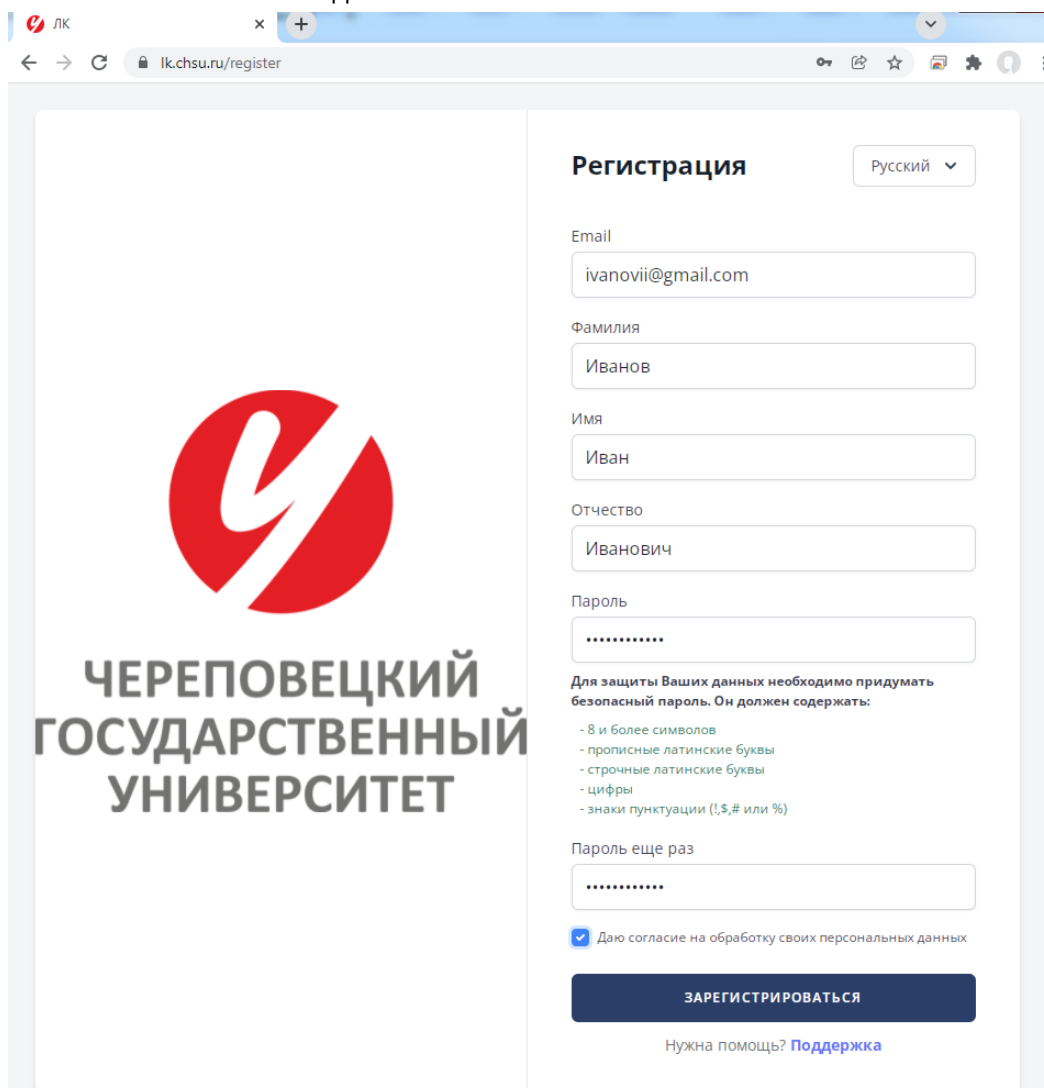 ЛК
lk.chsu.ru/register
Регистрация
Русский
Email
ivanovii@gmail.com
Фамилия
Иванов
Имя
Иван
Отчество
Иванович
Пароль
••••••••••••
Для защиты Ваших данных необходимо придумать
безопасный пароль. Он должен содержать:
- 8 и более символов
- прописные латинские буквы
- строчные латинские буквы
- цифры
- знаки пунктуации (!,$,# или %)
Пароль еще раз
••••••••••••
Даю согласие на обработку своих персональных данных
ЗАРЕГИСТРИРОВАТЬСЯ
Нужна помощь? Поддержка
ЧЕРЕПОВЕЦКИЙ
ГОСУДАРСТВЕННЫЙ
УНИВЕРСИТЕТ